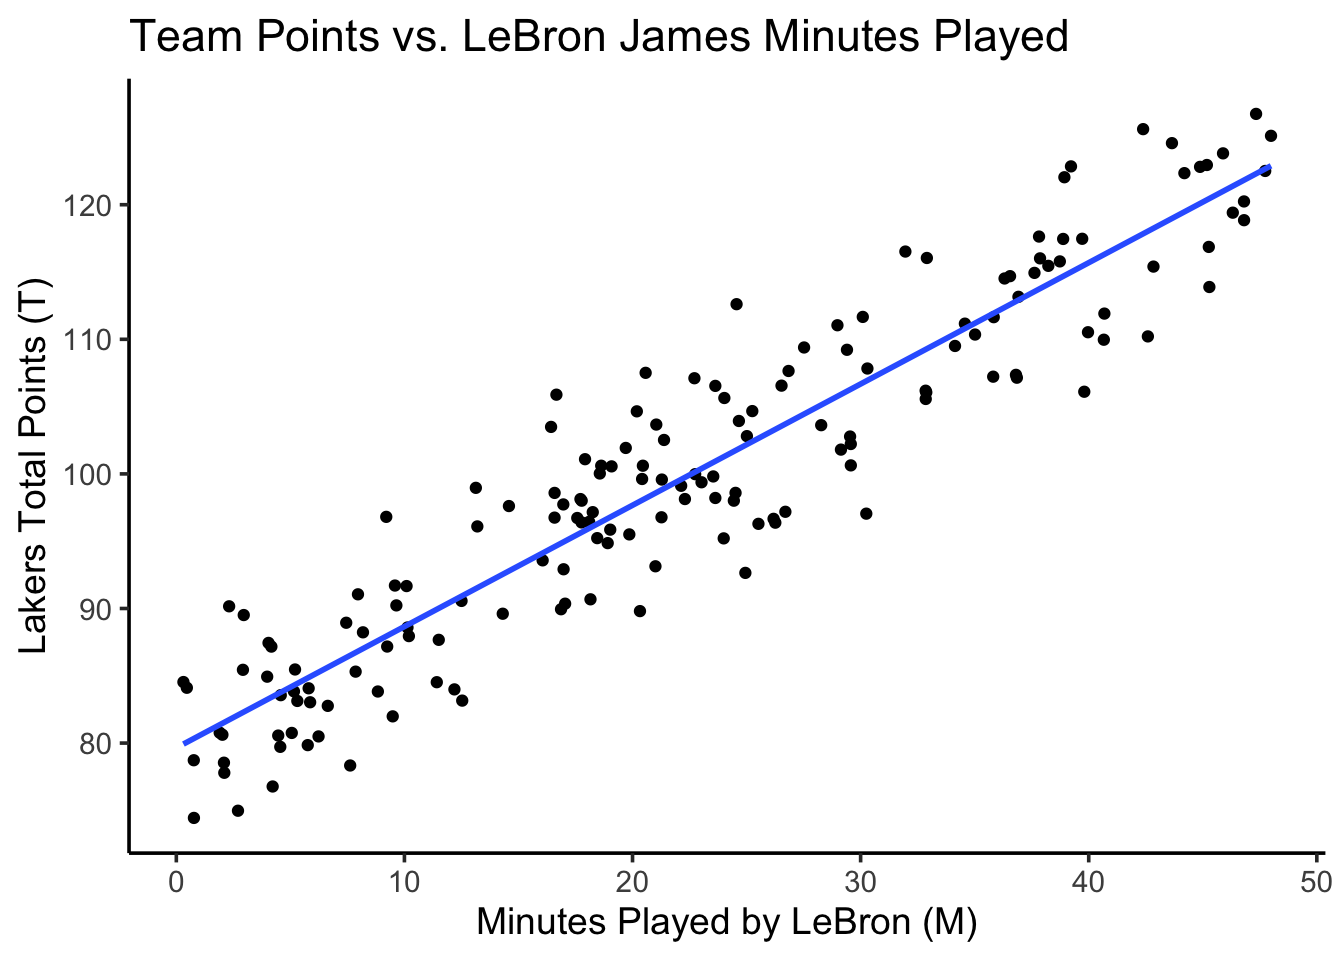 Team Points vs. LeBron James Minutes Played
Lakers Total Points (T)
120
110
100
90
80
0 10 20 30 40 50
Minutes Played by LeBron (M)